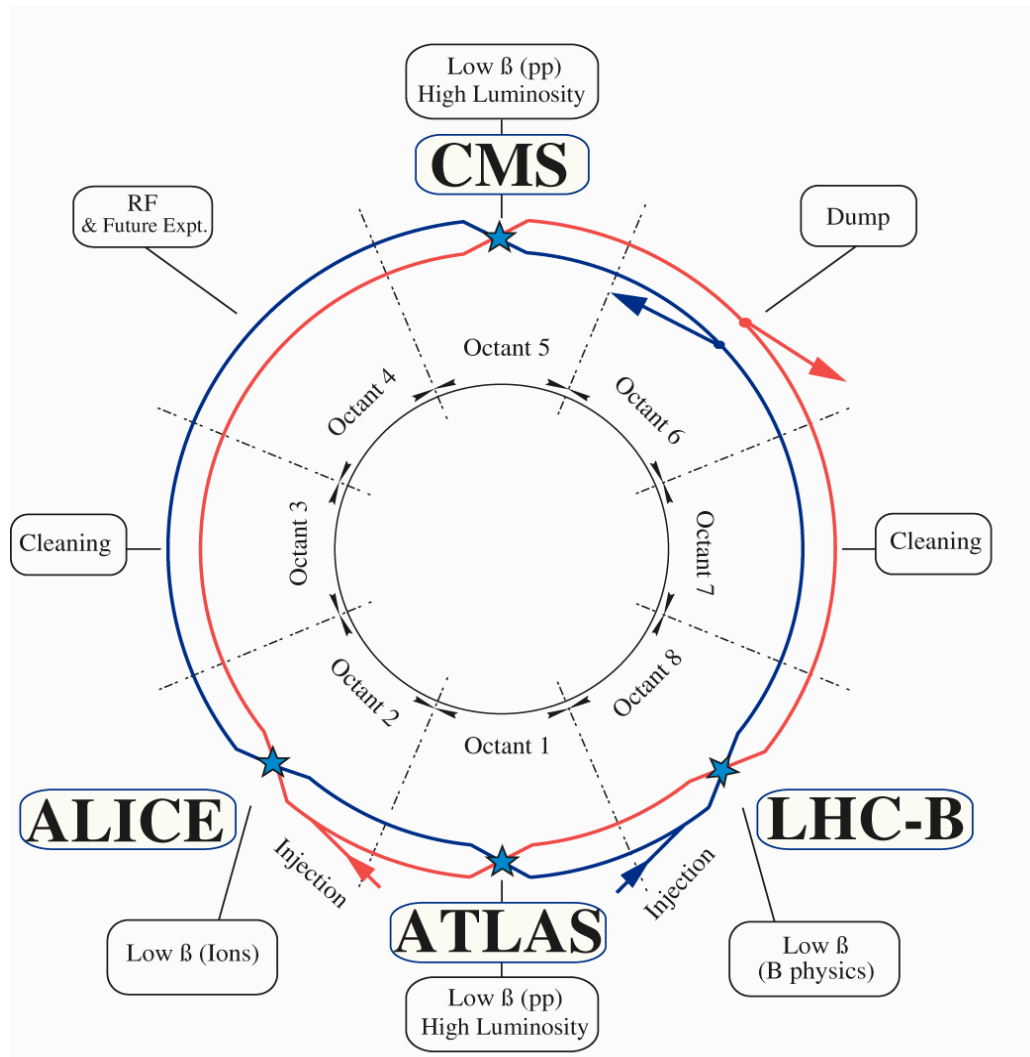 Low ß (pp)
High Luminosity
CMS
RF
& Future Expt.
Dump
Octant 5
Octant 4
Octant 6
Cleaning
Octant 3
Octant 7
Cleaning
Octant 2
Octant 8
Octant 1
ALICE
LHC-B
Injection
Injection
ATLAS
Low ß (Ions)
Low ß
(B physics)
Low ß (pp)
High Luminosity